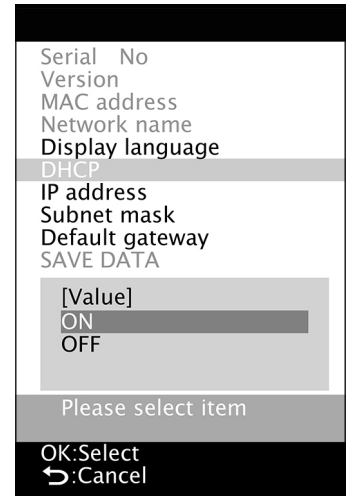 Serial No
Version
MAC address
Network name
Display language
DHCP
IP address
Subnet mask
Default gateway
SAVE DATA
[Value]
ON
OFF
Please select item
OK:Select
⮌:Cancel